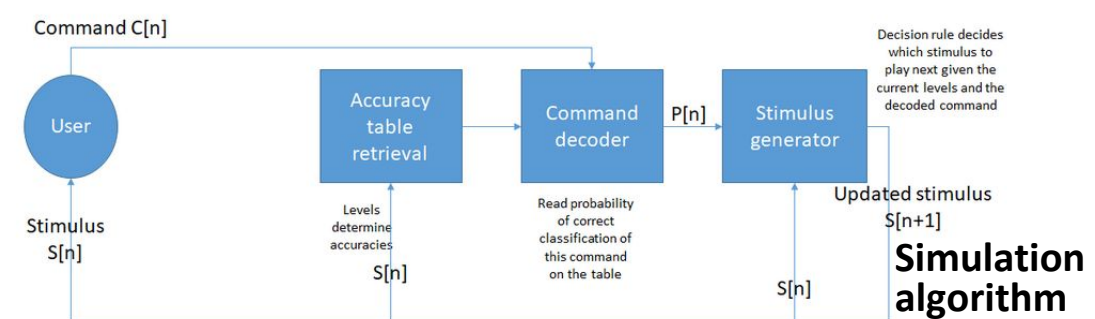 Command C[n]
User
Stimulus
S[n]
Accuracy
table
retrieval
Levels
determine
accuracies
S[n]
Command
decoder
Read probability
of correct
classification of
this command
on the table
P[n]
Stimulus
generator
S[n]
Decision rule decides
which stimulus to
play next given the
current levels and the
decoded command
Updated stimulus
S[n+1]
Simulation
algorithm